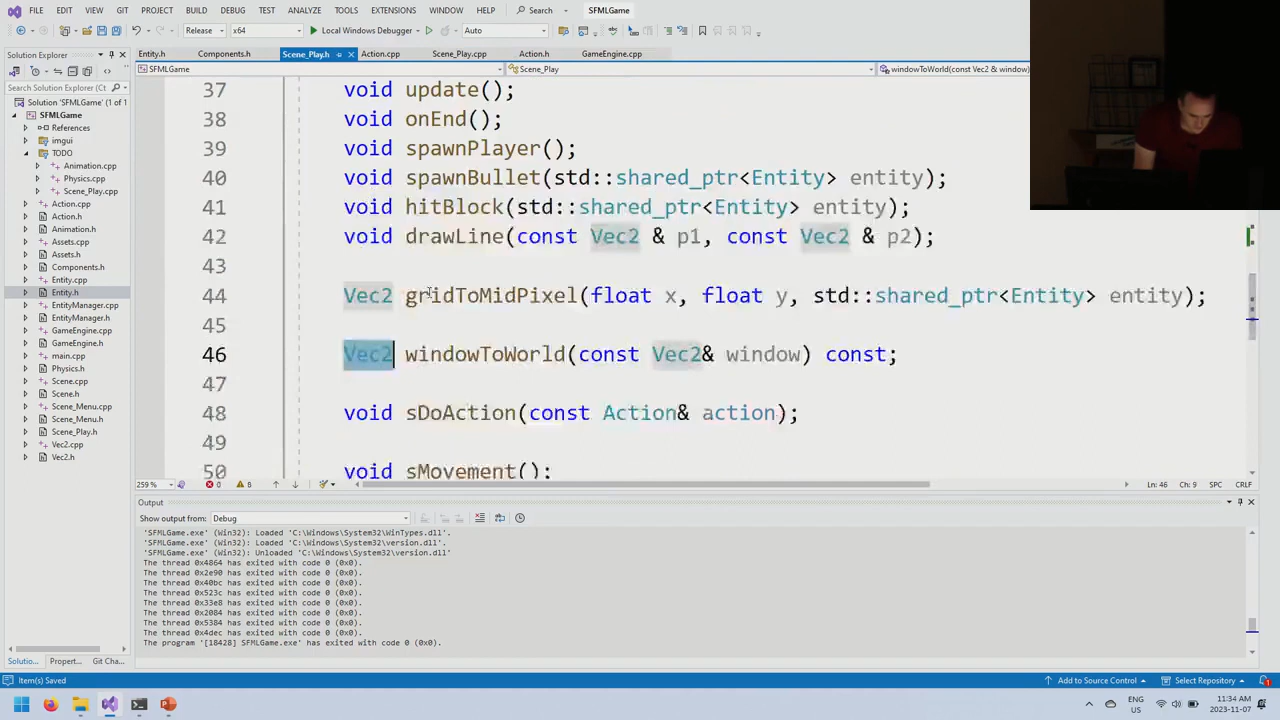 FILE EDIT VIEW GIT PROJECT BUILD DEBUG TEST ANALYZE TOOLS EXTENSIONS WINDOW HELP Search SFMLGame
Release x64 Local Windows Debugger Auto
Solution Explorer
Search Solution Explorer (Ctrl+;)
Solution 'SFMLGame' (1 of 1
SFMLGame
References
imgui
TODO
Animation.cpp
Physics.cpp
Scene_Play.cpp
Action.cpp
Action.h
Animation.h
Assets.cpp
Assets.h
Components.h
Entity.cpp
Entity.h
EntityManager.cpp
EntityManager.h
GameEngine.cpp
GameEngine.h
main.cpp
Physics.h
Scene.cpp
Scene.h
Scene_Menu.cpp
Scene_Menu.h
Scene_Play.h
Vec2.cpp
Vec2.h
Solutio... Propert... Git Cha...
Entity.h Components.h Scene_Play.h Action.cpp Scene_Play.cpp Action.h GameEngine.cpp
SFMLGame Scene_Play windowToWorld(const Vec2 & window)
37 void update();
38 void onEnd();
39 void spawnPlayer();
40 void spawnBullet(std::shared_ptr<Entity> entity);
41 void hitBlock(std::shared_ptr<Entity> entity);
42 void drawLine(const Vec2 & p1, const Vec2 & p2);
43
44 Vec2 gridToMidPixel(float x, float y, std::shared_ptr<Entity> entity);
45
46 Vec2 windowToWorld(const Vec2& window) const;
47
48 void sDoAction(const Action& action);
49
50 void sMovement();
259 % 0 8 Ln: 46 Ch: 9 SPC CRLF
Output
Show output from: Debug
'SFMLGame.exe' (Win32): Loaded 'C:\Windows\System32\WinTypes.dll'.
'SFMLGame.exe' (Win32): Loaded 'C:\Windows\System32\version.dll'
'SFMLGame.exe' (Win32): Unloaded 'C:\Windows\System32\version.dll'
The thread 0x4864 has exited with code 0 (0x0).
The thread 0x2e90 has exited with code 0 (0x0).
The thread 0x40bc has exited with code 0 (0x0).
The thread 0x523c has exited with code 0 (0x0).
The thread 0x33e8 has exited with code 0 (0x0).
The thread 0x2084 has exited with code 0 (0x0).
The thread 0x5384 has exited with code 0 (0x0).
The thread 0x4dec has exited with code 0 (0x0).
The program '[18428] SFMLGame.exe' has exited with code 0 (0x0).
Item(s) Saved Add to Source Control Select Repository
ENG
US
11:34 AM
2023-11-07